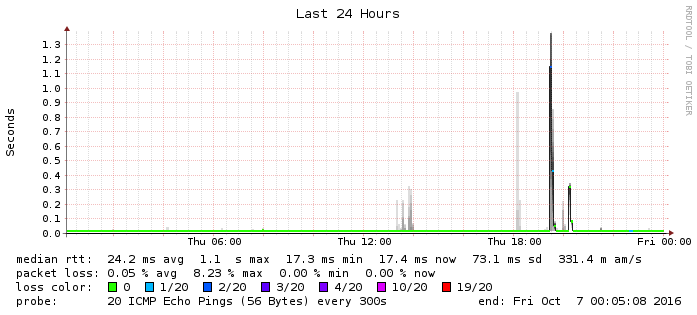 Last 24 Hours
RRDTOOL / TOBI OETIKER
Seconds
1.3
1.2
1.1
1.0
0.9
0.8
0.7
0.6
0.5
0.4
0.3
0.2
0.1
0.0
Thu 06:00 Thu 12:00 Thu 18:00 Fri 00:00
median rtt: 24.2 ms avg 1.1 s max 17.3 ms min 17.4 ms now 73.1 ms sd 331.4 m am/s
packet loss: 0.05 % avg 8.23 % max 0.00 % min 0.00 % now
loss color: 0 1/20 2/20 3/20 4/20 10/20 19/20
probe: 20 ICMP Echo Pings (56 Bytes) every 300s end: Fri Oct 7 00:05:08 2016